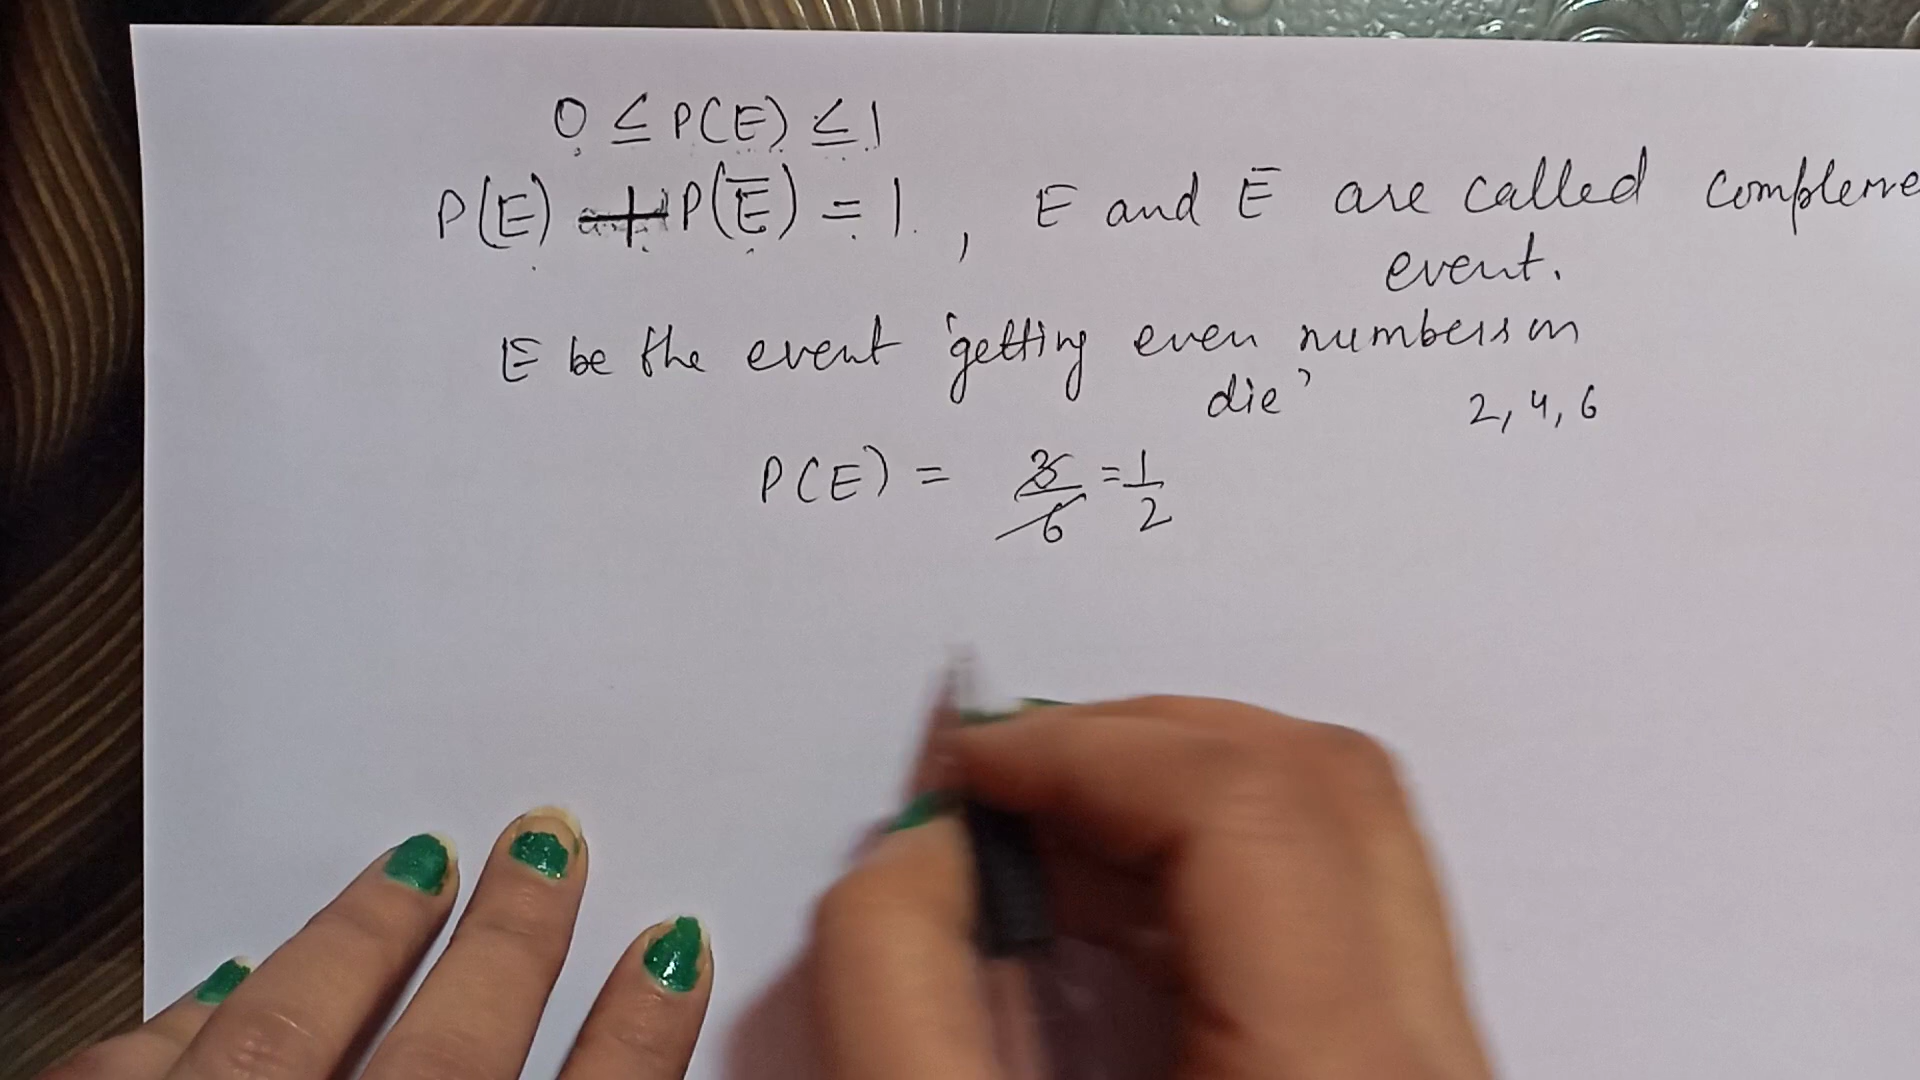 0 ≤ P(E) ≤ 1
P(E) + P(E̅) = 1 , E and E̅ are called compleme
event.
E be the event 'getting even numbers on
die' 2, 4, 6
P(E) = 3/6 = 1/2